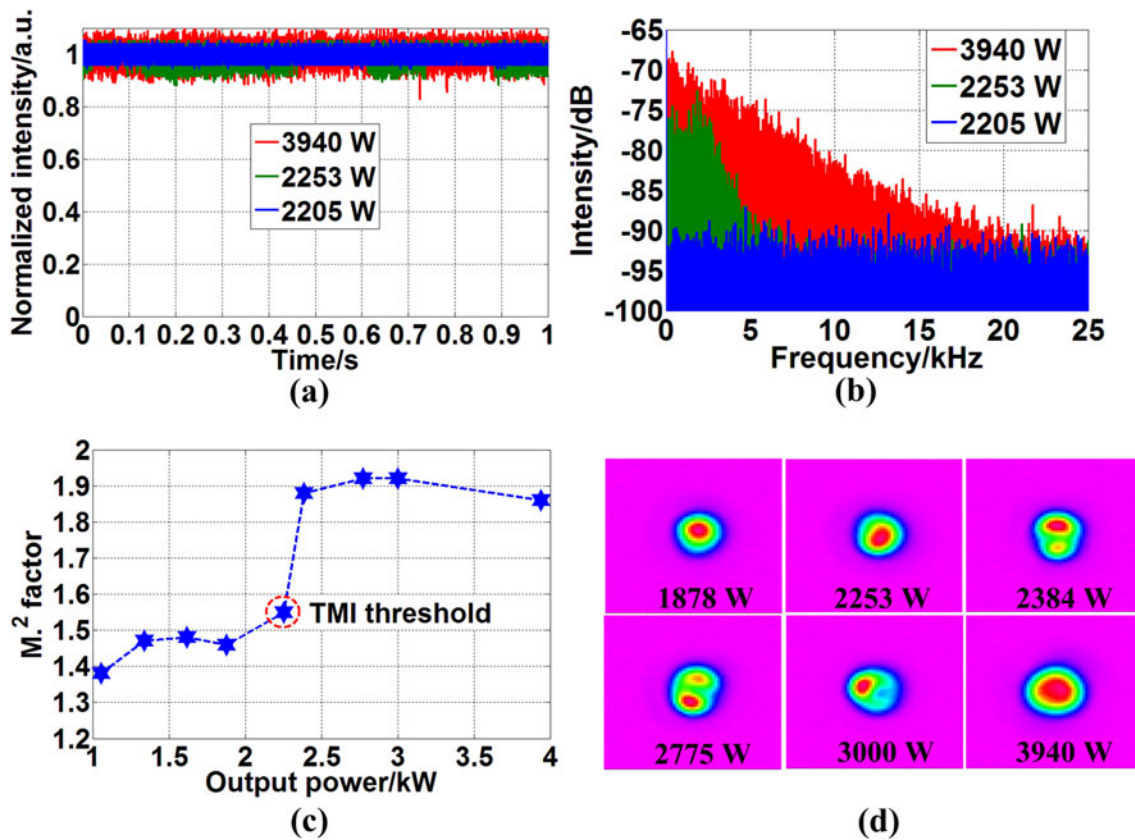 Normalized intensity/a.u.
1
0.8
0.6
0.4
0.2
0
3940 W
2253 W
2205 W
0 0.1 0.2 0.3 0.4 0.5 0.6 0.7 0.8 0.9 1
Time/s
(a)
Intensity/dB
-65
-70
-75
-80
-85
-90
-95
-100
3940 W
2253 W
2205 W
0 5 10 15 20 25
Frequency/kHz
(b)
M.² factor
2
1.9
1.8
1.7
1.6
1.5
1.4
1.3
1.2
TMI threshold
1 1.5 2 2.5 3 3.5 4
Output power/kW
(c)
1878 W 2253 W 2384 W
2775 W 3000 W 3940 W
(d)